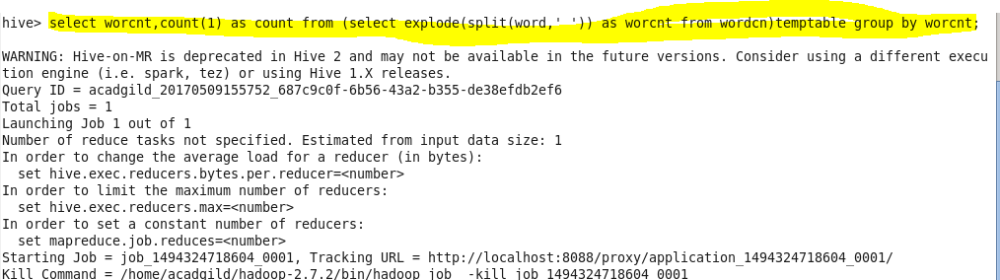 hive> select worcnt,count(1) as count from (select explode(split(word,' ')) as worcnt from wordcn)temptable group by worcnt;
WARNING: Hive-on-MR is deprecated in Hive 2 and may not be available in the future versions. Consider using a different execu
tion engine (i.e. spark, tez) or using Hive 1.X releases.
Query ID = acadgild_20170509155752_687c9c0f-6b56-43a2-b355-de38efdb2ef6
Total jobs = 1
Launching Job 1 out of 1
Number of reduce tasks not specified. Estimated from input data size: 1
In order to change the average load for a reducer (in bytes):
  set hive.exec.reducers.bytes.per.reducer=<number>
In order to limit the maximum number of reducers:
  set hive.exec.reducers.max=<number>
In order to set a constant number of reducers:
  set mapreduce.job.reduces=<number>
Starting Job = job_1494324718604_0001, Tracking URL = http://localhost:8088/proxy/application_1494324718604_0001/
Kill Command = /home/acadgild/hadoop-2.7.2/bin/hadoop job  -kill job_1494324718604_0001